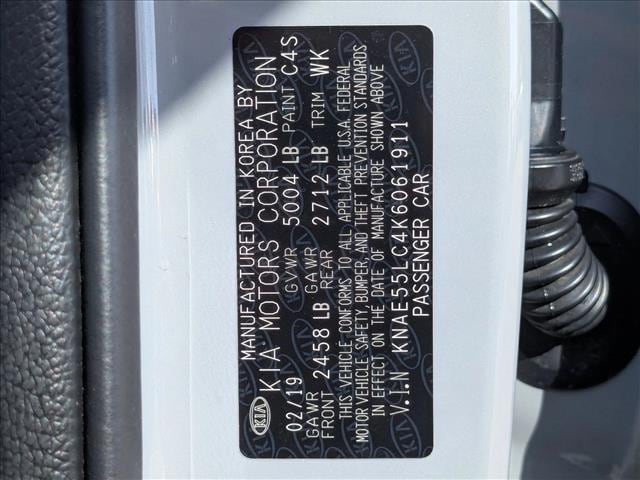 MANUFACTURED IN KOREA BY
KIA KIA MOTORS CORPORATION
02/19 GVWR 5004 LB PAINT C4S
GAWR FRONT 2458 LB GAWR REAR 2712 LB TRIM WK
THIS VEHICLE CONFORMS TO ALL APPLICABLE U.S.A. FEDERAL
MOTOR VEHICLE SAFETY, BUMPER, AND THEFT PREVENTION STANDARDS
IN EFFECT ON THE DATE OF MANUFACTURE SHOWN ABOVE
V.I.N KNAE55LC4K6061911
PASSENGER CAR